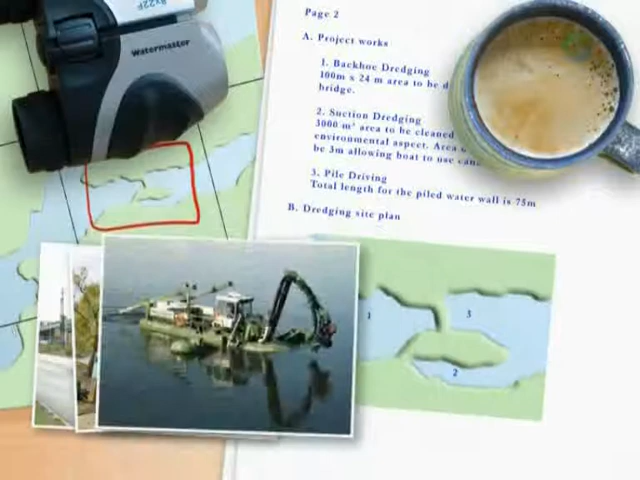 8x22F
Watermaster
Page 2
A. Project works
1. Backhoe Dredging
100m x 24 m area to be d
bridge.
2. Suction Dredging
3000 m² area to be cleaned
environmental aspect. Area
be 3m allowing boat to use can
3. Pile Driving
Total length for the piled water wall is 75m
B. Dredging site plan
1
3
2